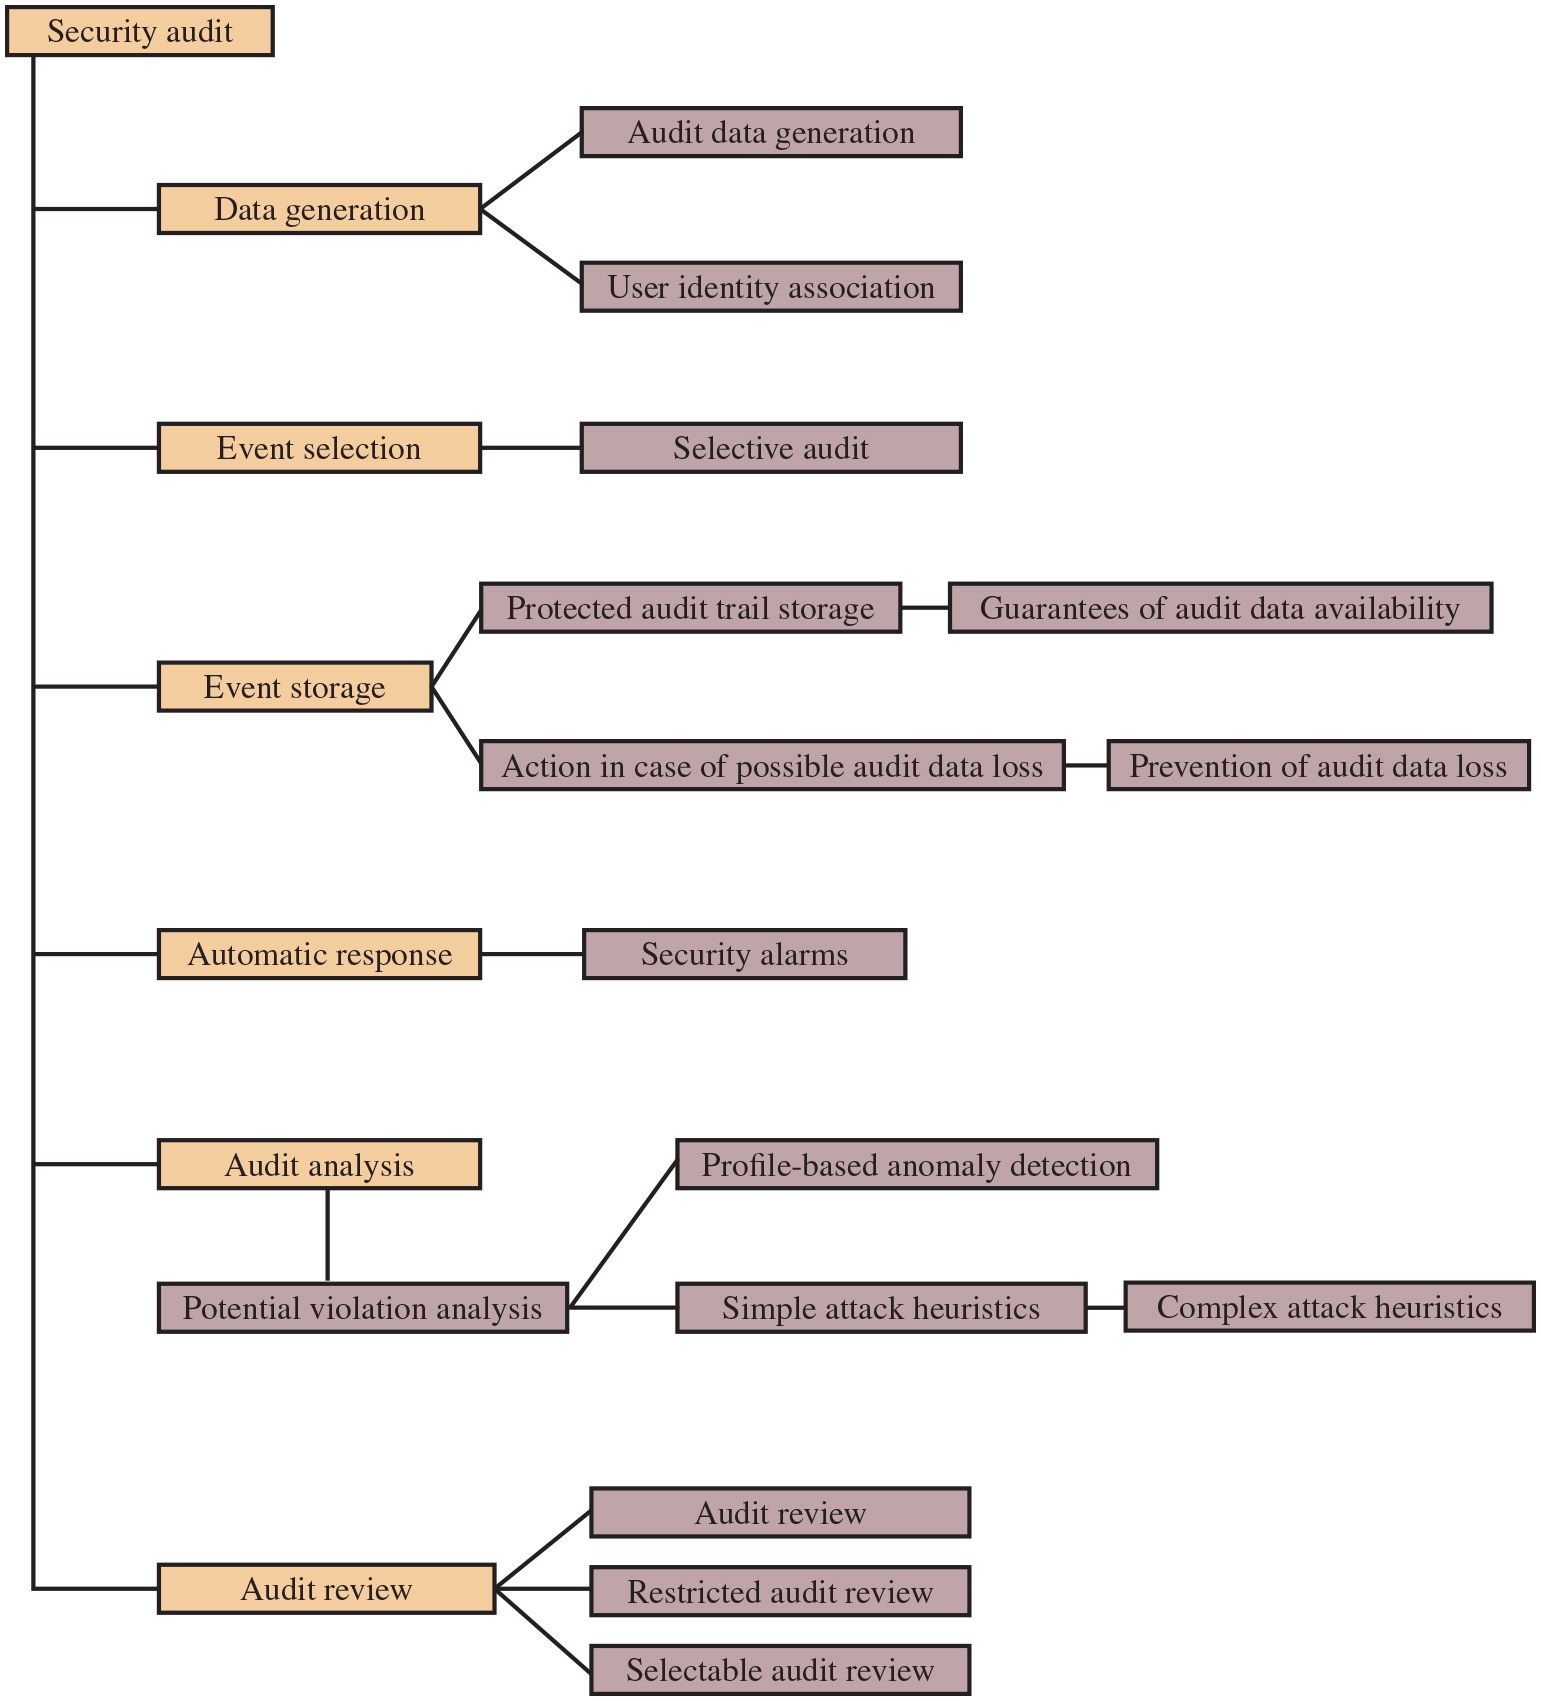 Security audit
Audit data generation
Data generation
User identity association
Event selection
Selective audit
Protected audit trail storage
Guarantees of audit data availability
Event storage
Action in case of possible audit data loss
Prevention of audit data loss
Automatic response
Security alarms
Audit analysis
Profile-based anomaly detection
Potential violation analysis
Simple attack heuristics
Complex attack heuristics
Audit review
Audit review
Restricted audit review
Selectable audit review